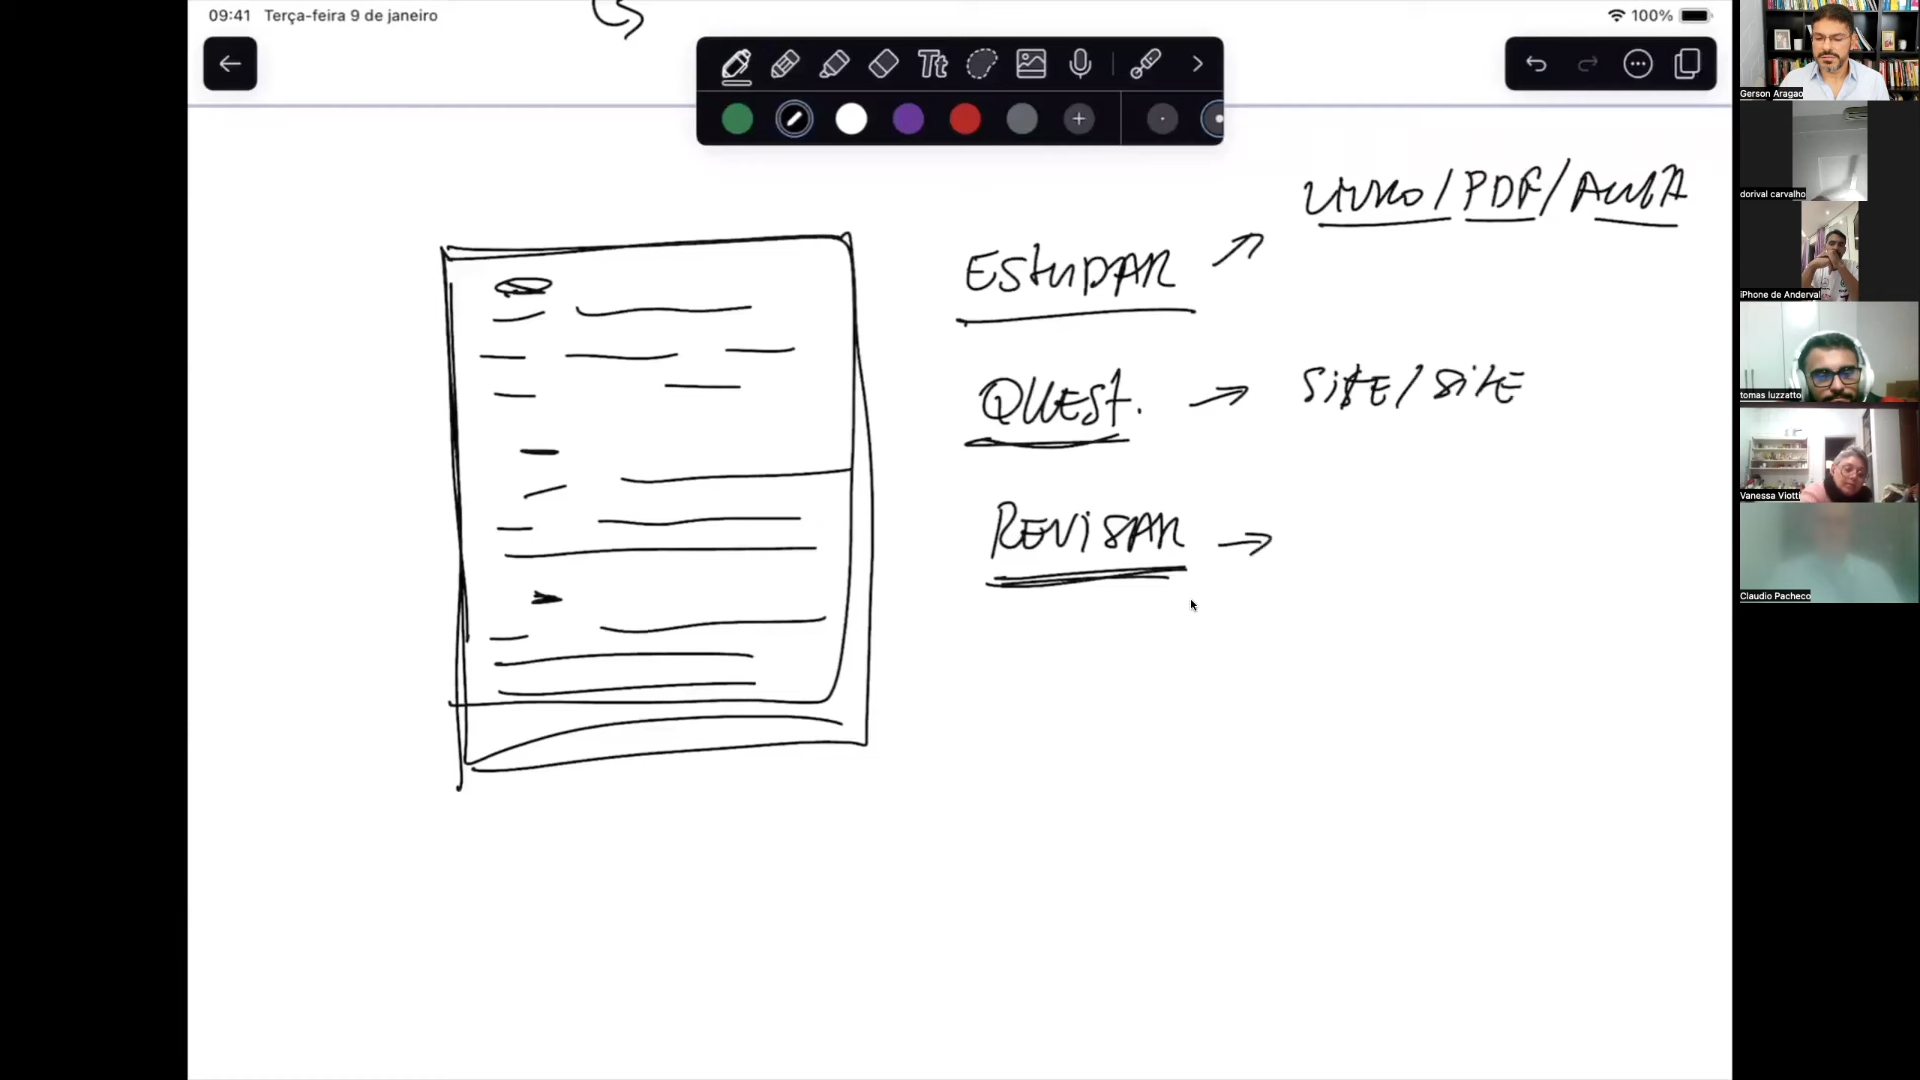 09:41 Terça-feira 9 de janeiro
100%
Tt
LIVRO / PDF / AULA
ESTUDAR
QUEST. → SITE / SITE
REVISAR →
Gerson Aragao
dorival carvalho
iPhone de Anderval
tomas luzzatto
Vanessa Viotti
Claudio Pacheco